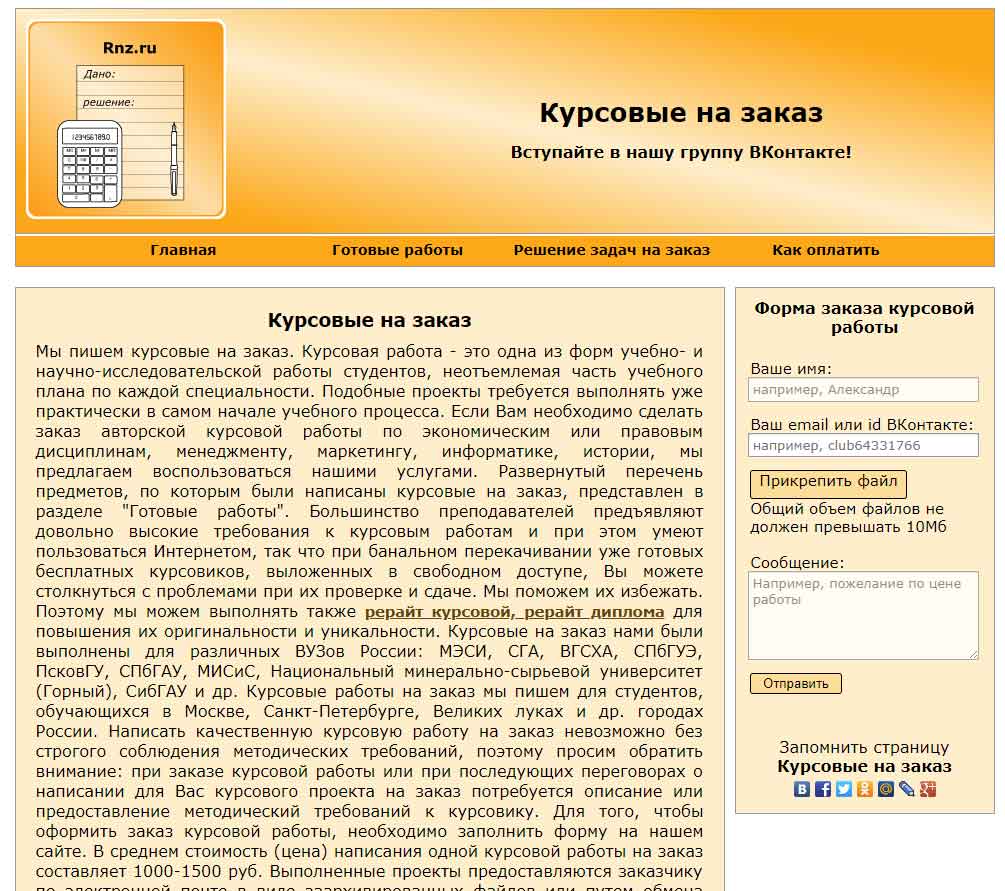 Rnz.ru
Дано:
решение:
1234567890
Курсовые на заказ
Вступайте в нашу группу ВКонтакте!
Главная
Готовые работы
Решение задач на заказ
Как оплатить
Курсовые на заказ
Мы пишем курсовые на заказ. Курсовая работа - это одна из форм учебно- и
научно-исследовательской работы студентов, неотъемлемая часть учебного
плана по каждой специальности. Подобные проекты требуется выполнять уже
практически в самом начале учебного процесса. Если Вам необходимо сделать
заказ авторской курсовой работы по экономическим или правовым
дисциплинам, менеджменту, маркетингу, информатике, истории, мы
предлагаем воспользоваться нашими услугами. Развернутый перечень
предметов, по которым были написаны курсовые на заказ, представлен в
разделе "Готовые работы". Большинство преподавателей предъявляют
довольно высокие требования к курсовым работам и при этом умеют
пользоваться Интернетом, так что при банальном перекачивании уже готовых
бесплатных курсовиков, выложенных в свободном доступе, Вы можете
столкнуться с проблемами при их проверке и сдаче. Мы поможем их избежать.
Поэтому мы можем выполнять также рерайт курсовой, рерайт диплома для
повышения их оригинальности и уникальности. Курсовые на заказ нами были
выполнены для различных ВУЗов России: МЭСИ, СГА, ВГСХА, СПбГУЭ,
ПсковГУ, СПбГАУ, МИСиС, Национальный минерально-сырьевой университет
(Горный), СибГАУ и др. Курсовые работы на заказ мы пишем для студентов,
обучающихся в Москве, Санкт-Петербурге, Великих луках и др. городах
России. Написать качественную курсовую работу на заказ невозможно без
строгого соблюдения методических требований, поэтому просим обратить
внимание: при заказе курсовой работы или при последующих переговорах о
написании для Вас курсового проекта на заказ потребуется описание или
предоставление методический требований к курсовику. Для того, чтобы
оформить заказ курсовой работы, необходимо заполнить форму на нашем
сайте. В среднем стоимость (цена) написания одной курсовой работы на заказ
составляет 1000-1500 руб. Выполненные проекты предоставляются заказчику
по электронной почте в виде заархивированных файлов или путем обмена
Форма заказа курсовой
работы
Ваше имя:
например, Александр
Ваш email или id ВКонтакте:
например, club64331766
Прикрепить файл
Общий объем файлов не
должен превышать 10Мб
Сообщение:
Например, пожелание по цене
работы
Отправить
Запомнить страницу
Курсовые на заказ